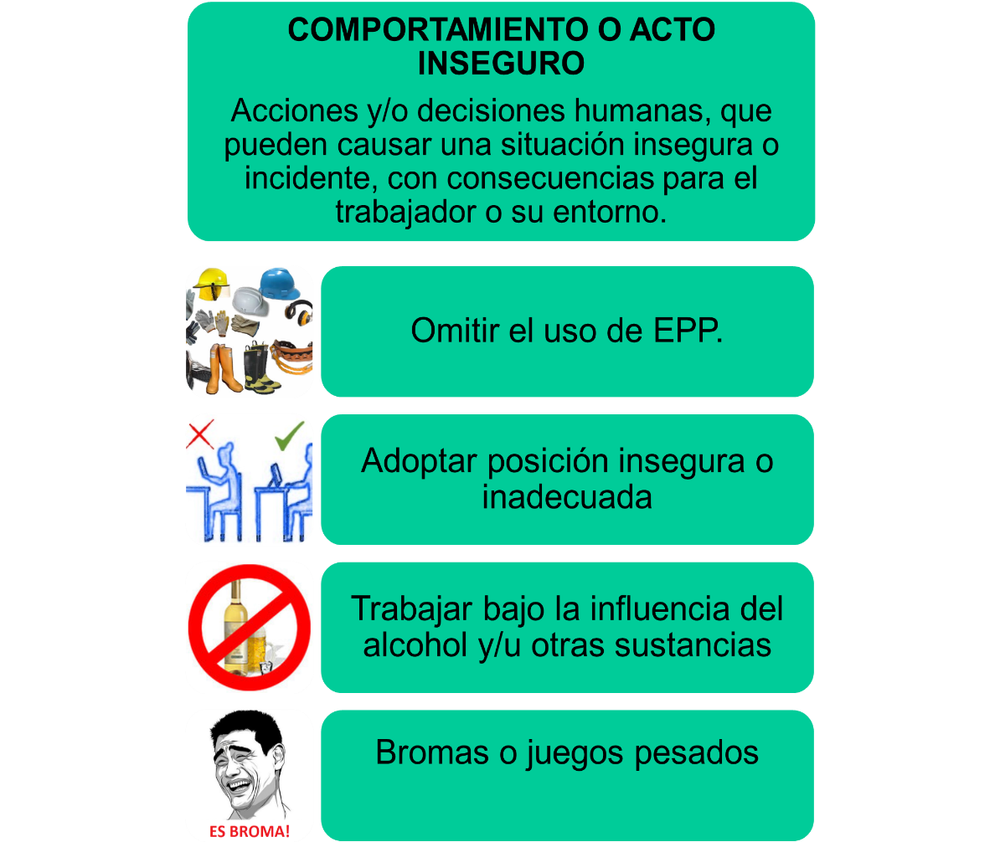 COMPORTAMIENTO O ACTO
INSEGURO
Acciones y/o decisiones humanas, que
pueden causar una situación insegura o
incidente, con consecuencias para el
trabajador o su entorno.
Omitir el uso de EPP.
Adoptar posición insegura o
inadecuada
Trabajar bajo la influencia del
alcohol y/u otras sustancias
Bromas o juegos pesados
ES BROMA!